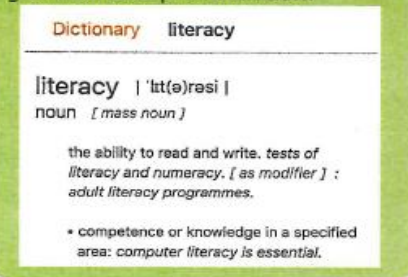 Dictionary literacy
literacy | ˈlɪt(ə)rəsi |
noun [mass noun]
the ability to read and write. tests of
literacy and numeracy. [ as modifier ] :
adult literacy programmes.
• competence or knowledge in a specified
area: computer literacy is essential.